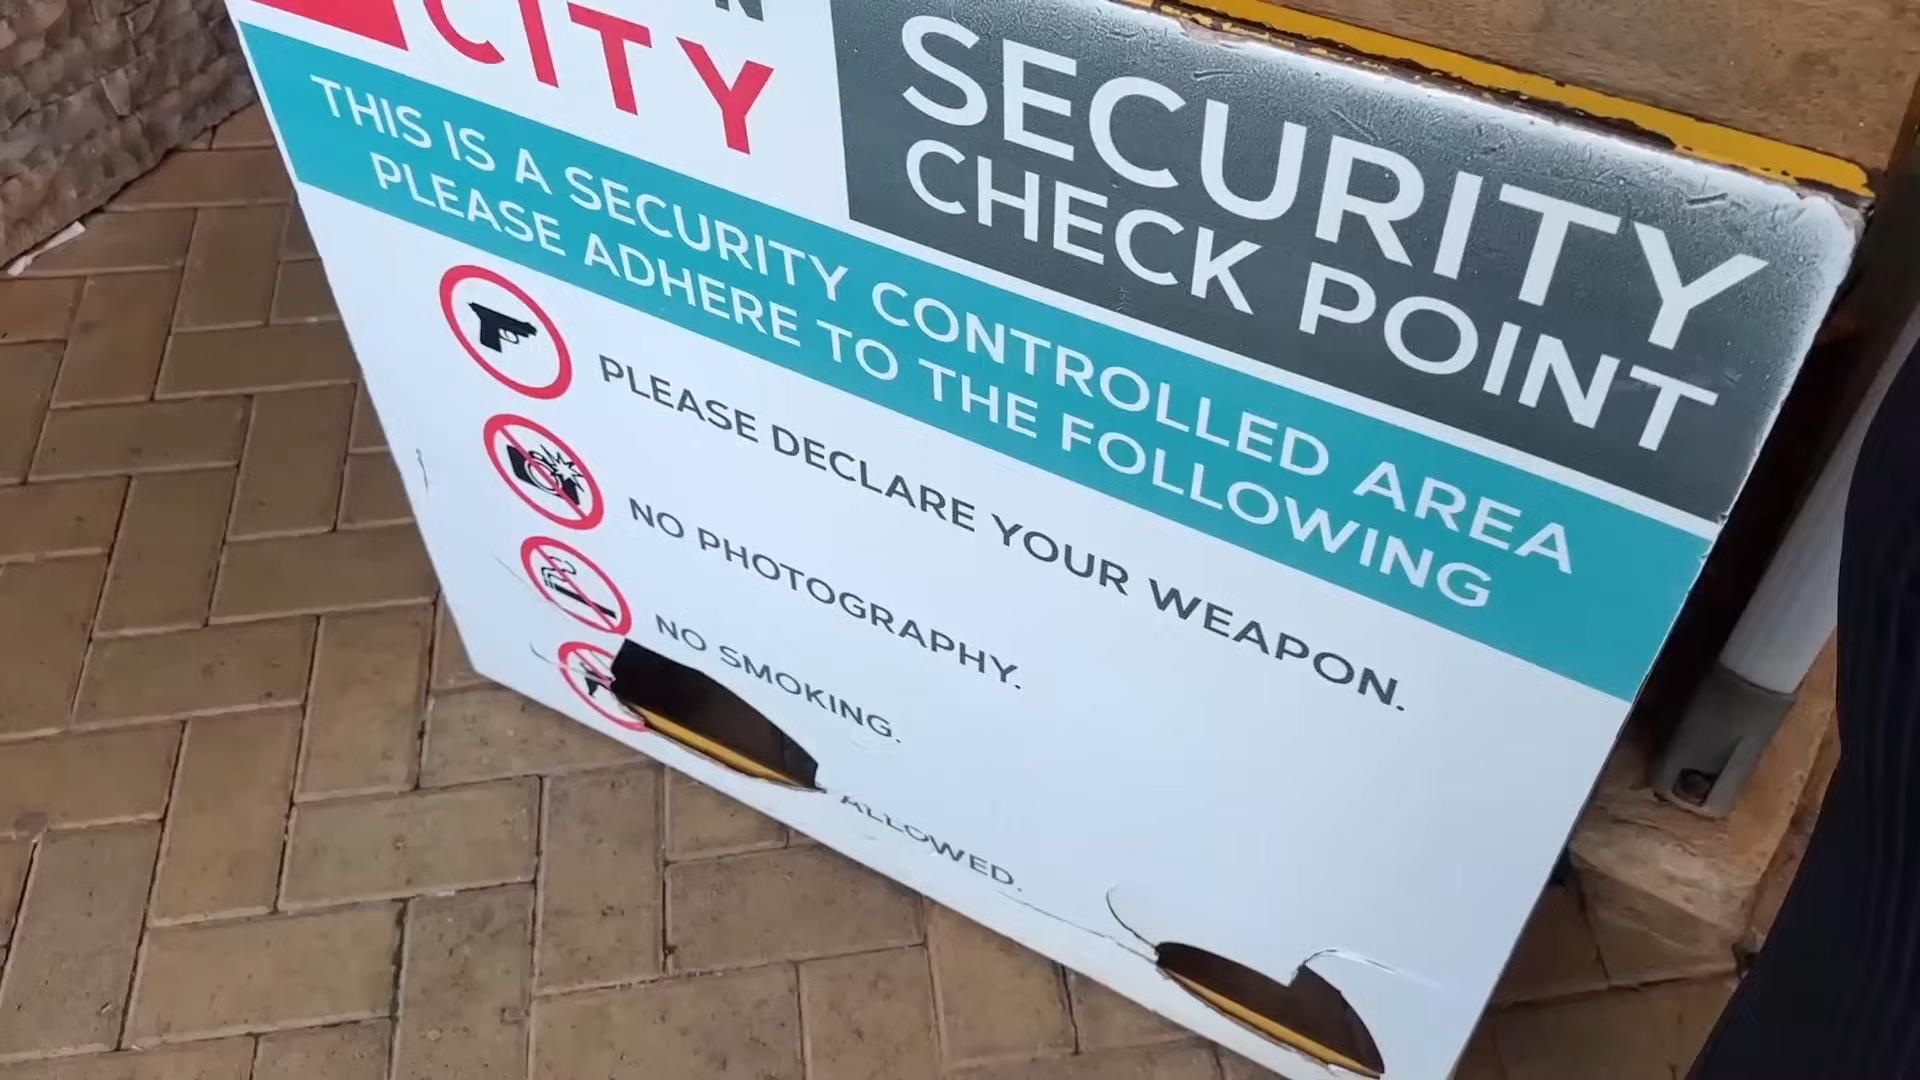 CITY
SECURITY
CHECK POINT
THIS IS A SECURITY CONTROLLED AREA
PLEASE ADHERE TO THE FOLLOWING
PLEASE DECLARE YOUR WEAPON.
NO PHOTOGRAPHY.
NO SMOKING.
ALLOWED.